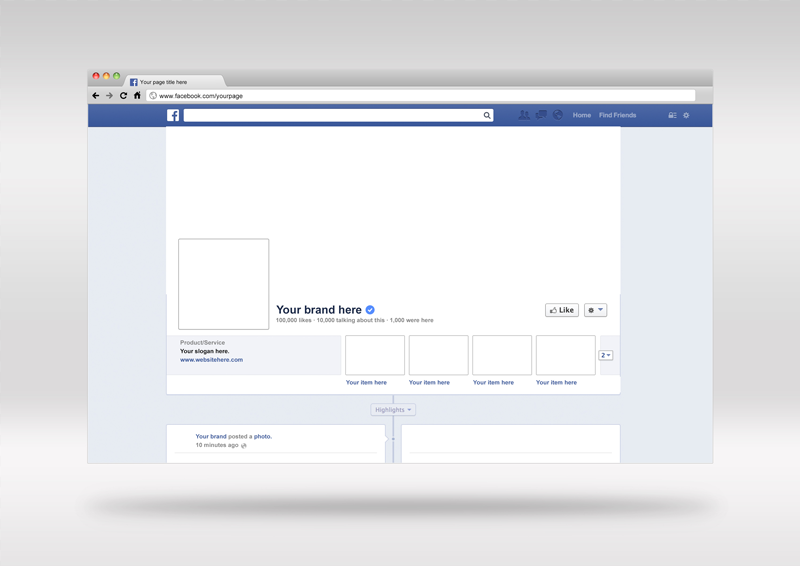 Your page title here
www.facebook.com/yourpage
f
Home Find Friends
Your brand here
100,000 likes · 10,000 talking about this · 1,000 were here
Like
Product/Service
Your slogan here.
www.websitehere.com
2
Your item here Your item here Your item here Your item here
Highlights
Your brand posted a photo.
10 minutes ago